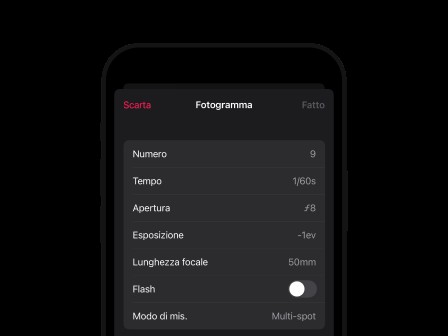 Scarta Fotogramma Fatto
Numero 9
Tempo 1/60s
Apertura ƒ8
Esposizione -1ev
Lunghezza focale 50mm
Flash
Modo di mis. Multi-spot